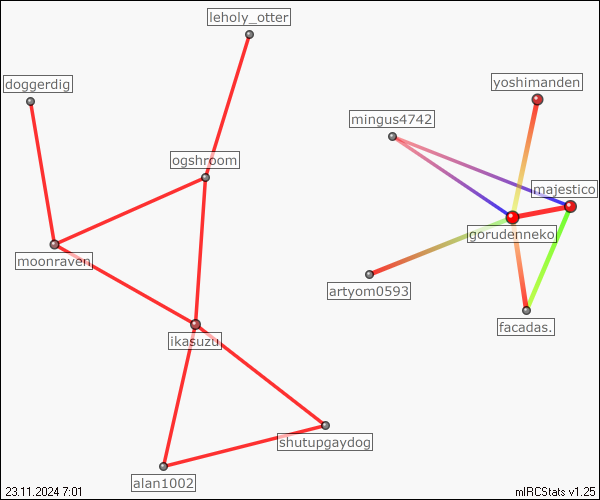 leholy_otter
doggerdig
yoshimanden
mingus4742
ogshroom
majestico
gorudenneko
moonraven
artyom0593
facadas.
ikasuzu
shutupgaydog
alan1002
23.11.2024 7:01
mIRCStats v1.25